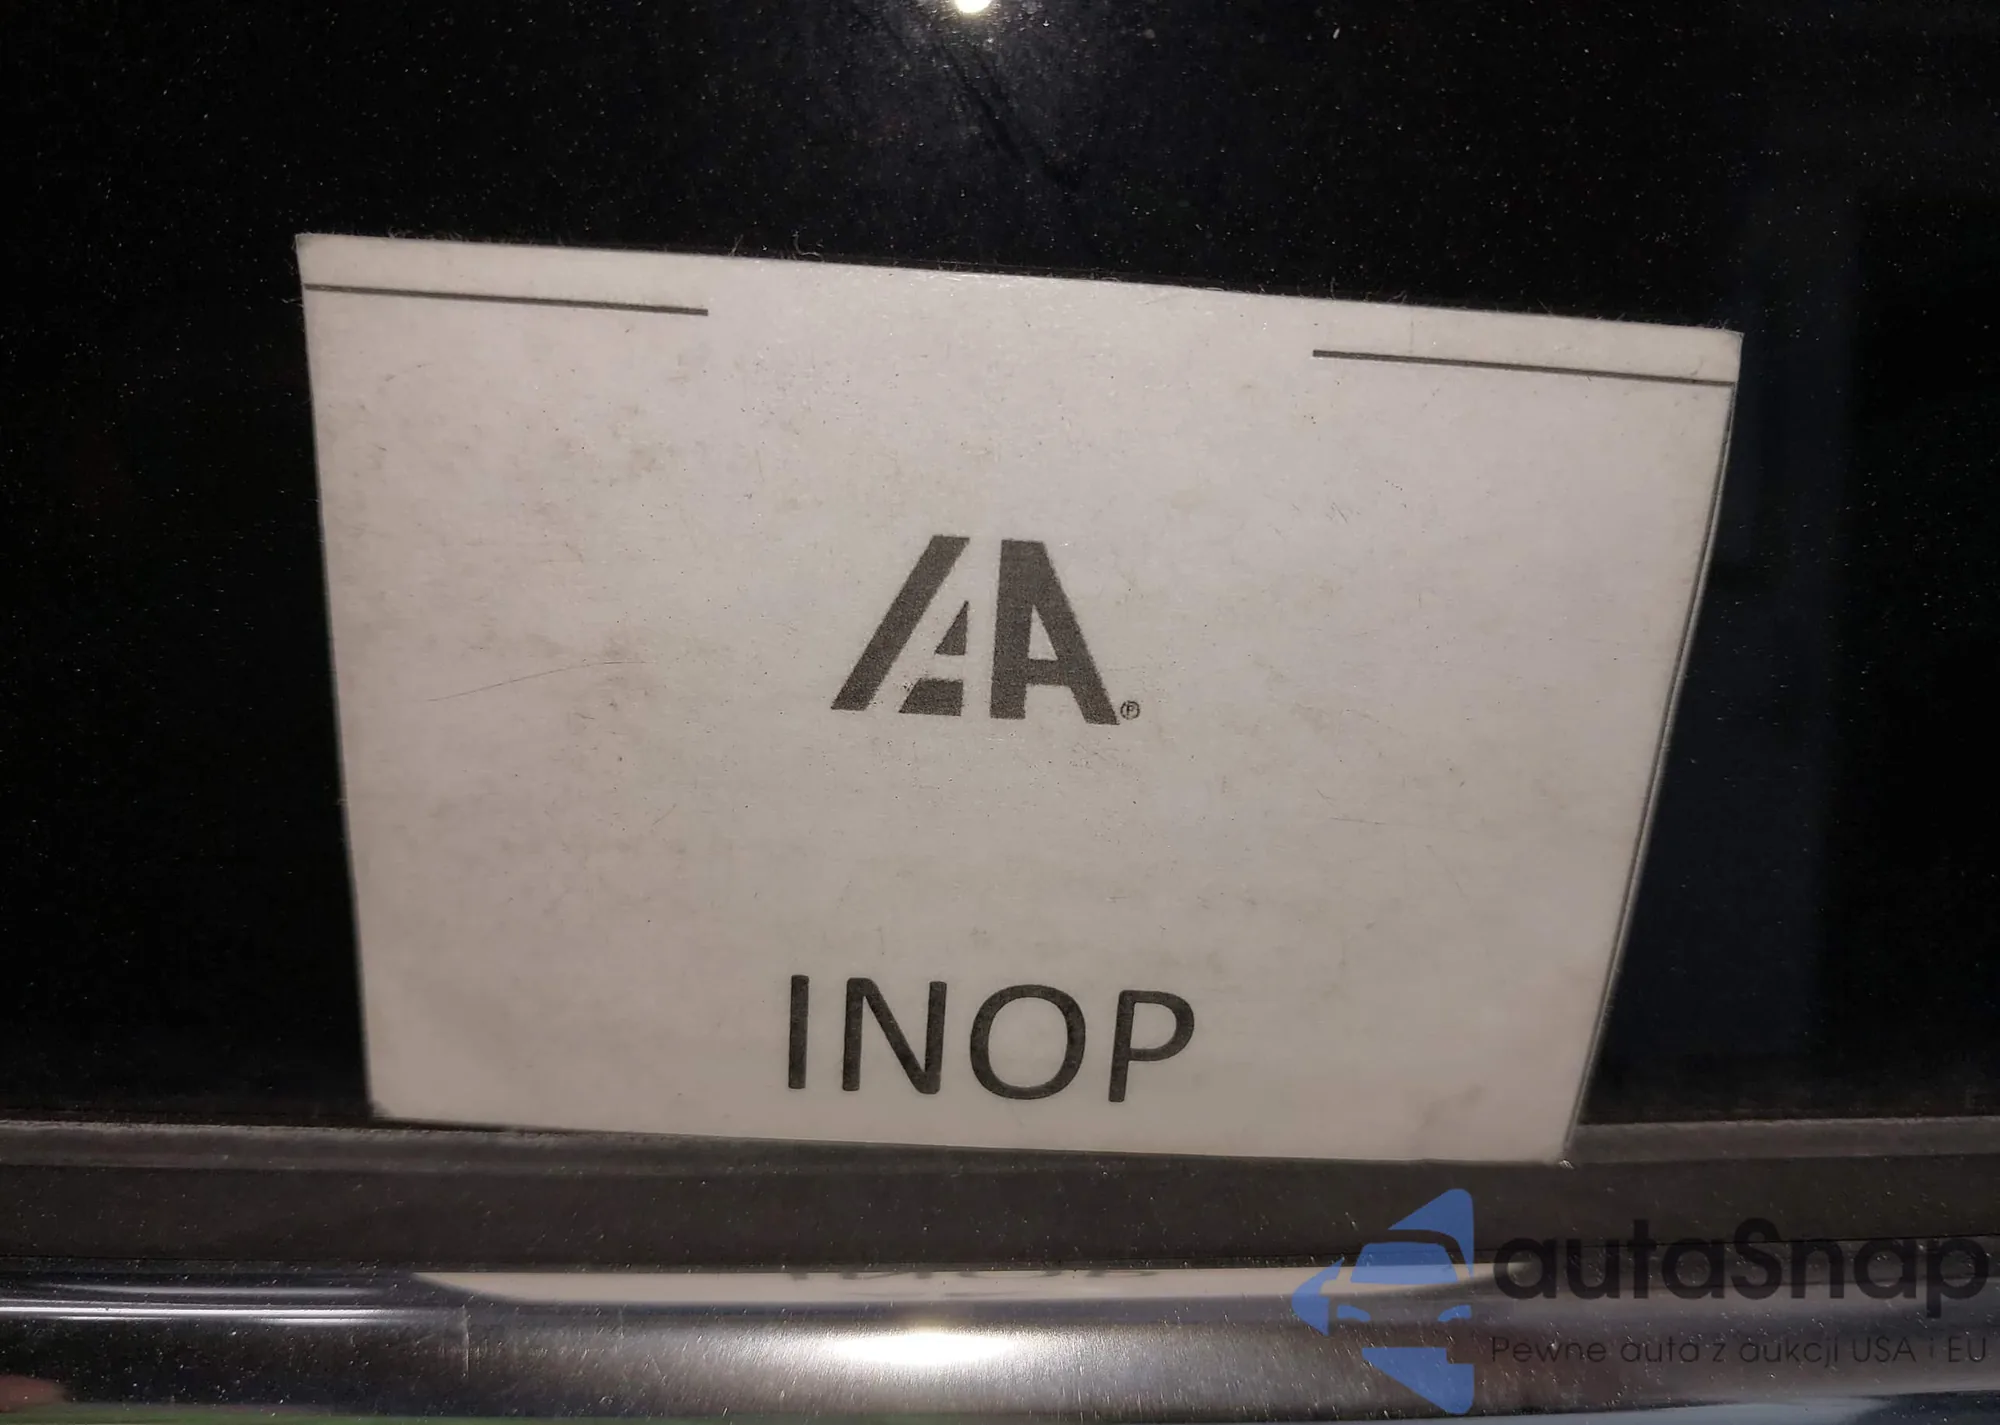 IAA®
INOP
autaSnap
Pewne auta z aukcji USA i EU